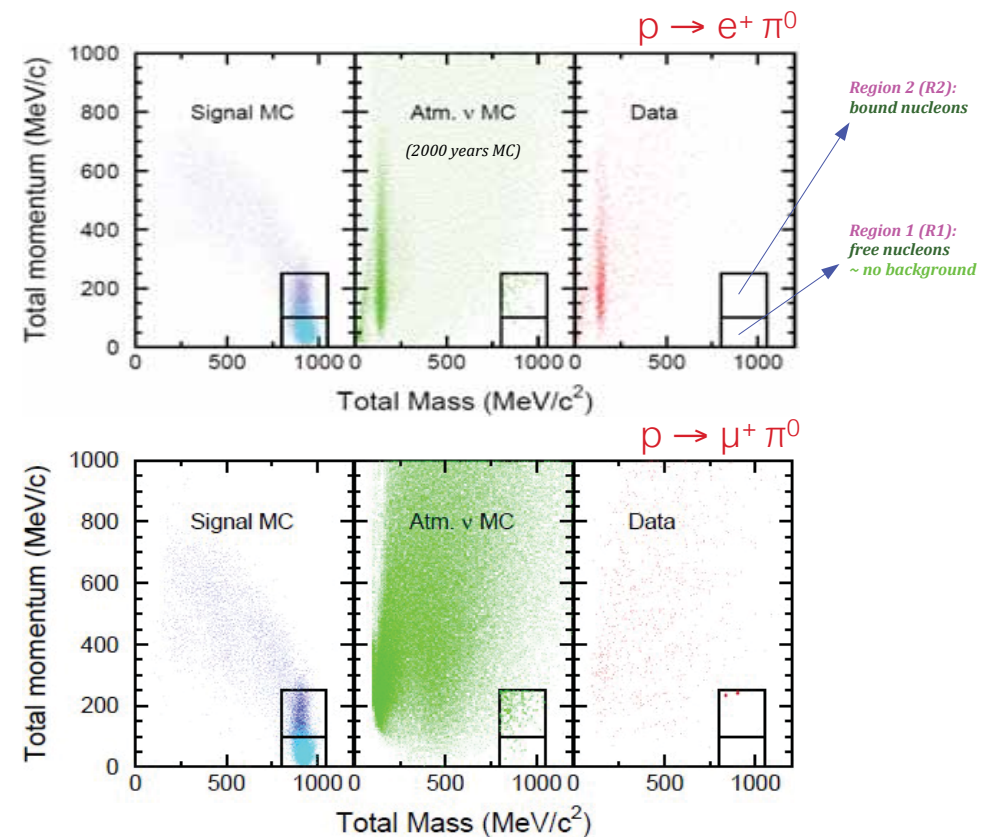 p → e⁺ π⁰
Total momentum (MeV/c)
1000
800
600
400
200
0
Signal MC
Atm. ν MC
(2000 years MC)
Data
Region 2 (R2):
bound nucleons
Region 1 (R1):
free nucleons
~ no background
0 500 1000 0 500 1000 0 500 1000
Total Mass (MeV/c²)
p → μ⁺ π⁰
Total momentum (MeV/c)
1000
800
600
400
200
0
Signal MC
Atm. ν MC
Data
0 500 1000 0 500 1000 0 500 1000
Total Mass (MeV/c²)